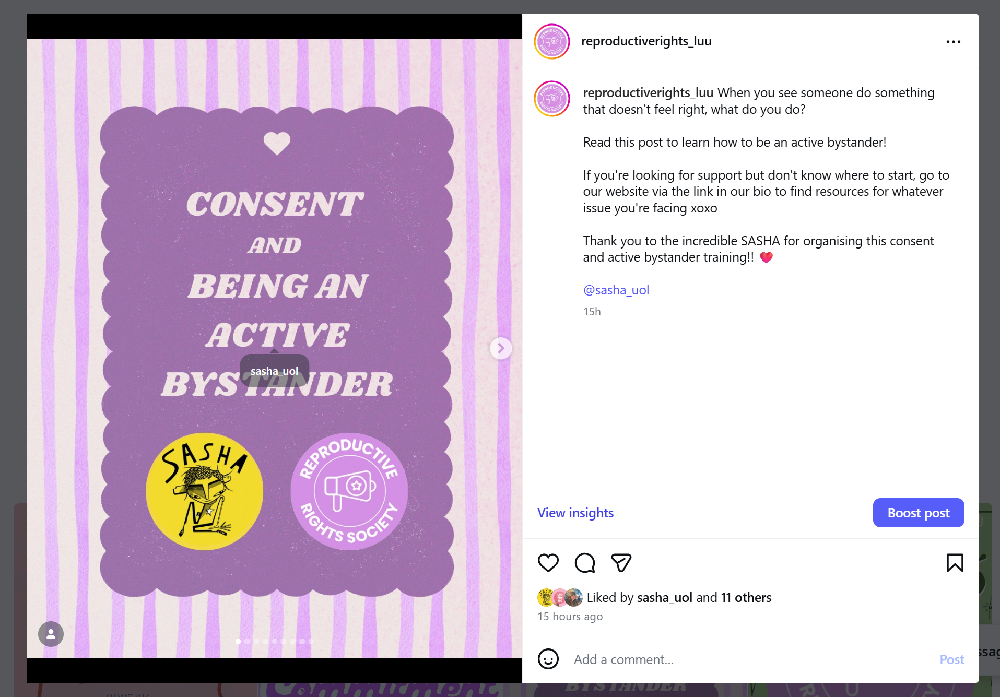 CONSENT
AND
BEING AN
ACTIVE
sasha_uol
BYSTANDER
SASHA
REPRODUCTIVE
RIGHTS SOCIETY
reproductiverights_luu
reproductiverights_luu When you see someone do something
that doesn't feel right, what do you do?
Read this post to learn how to be an active bystander!
If you're looking for support but don't know where to start, go to
our website via the link in our bio to find resources for whatever
issue you're facing xoxo
Thank you to the incredible SASHA for organising this consent
and active bystander training!! ❤️
@sasha_uol
15h
View insights
Boost post
Liked by sasha_uol and 11 others
15 hours ago
Add a comment...
Post
2025/26
Commitment
BYSTANDER